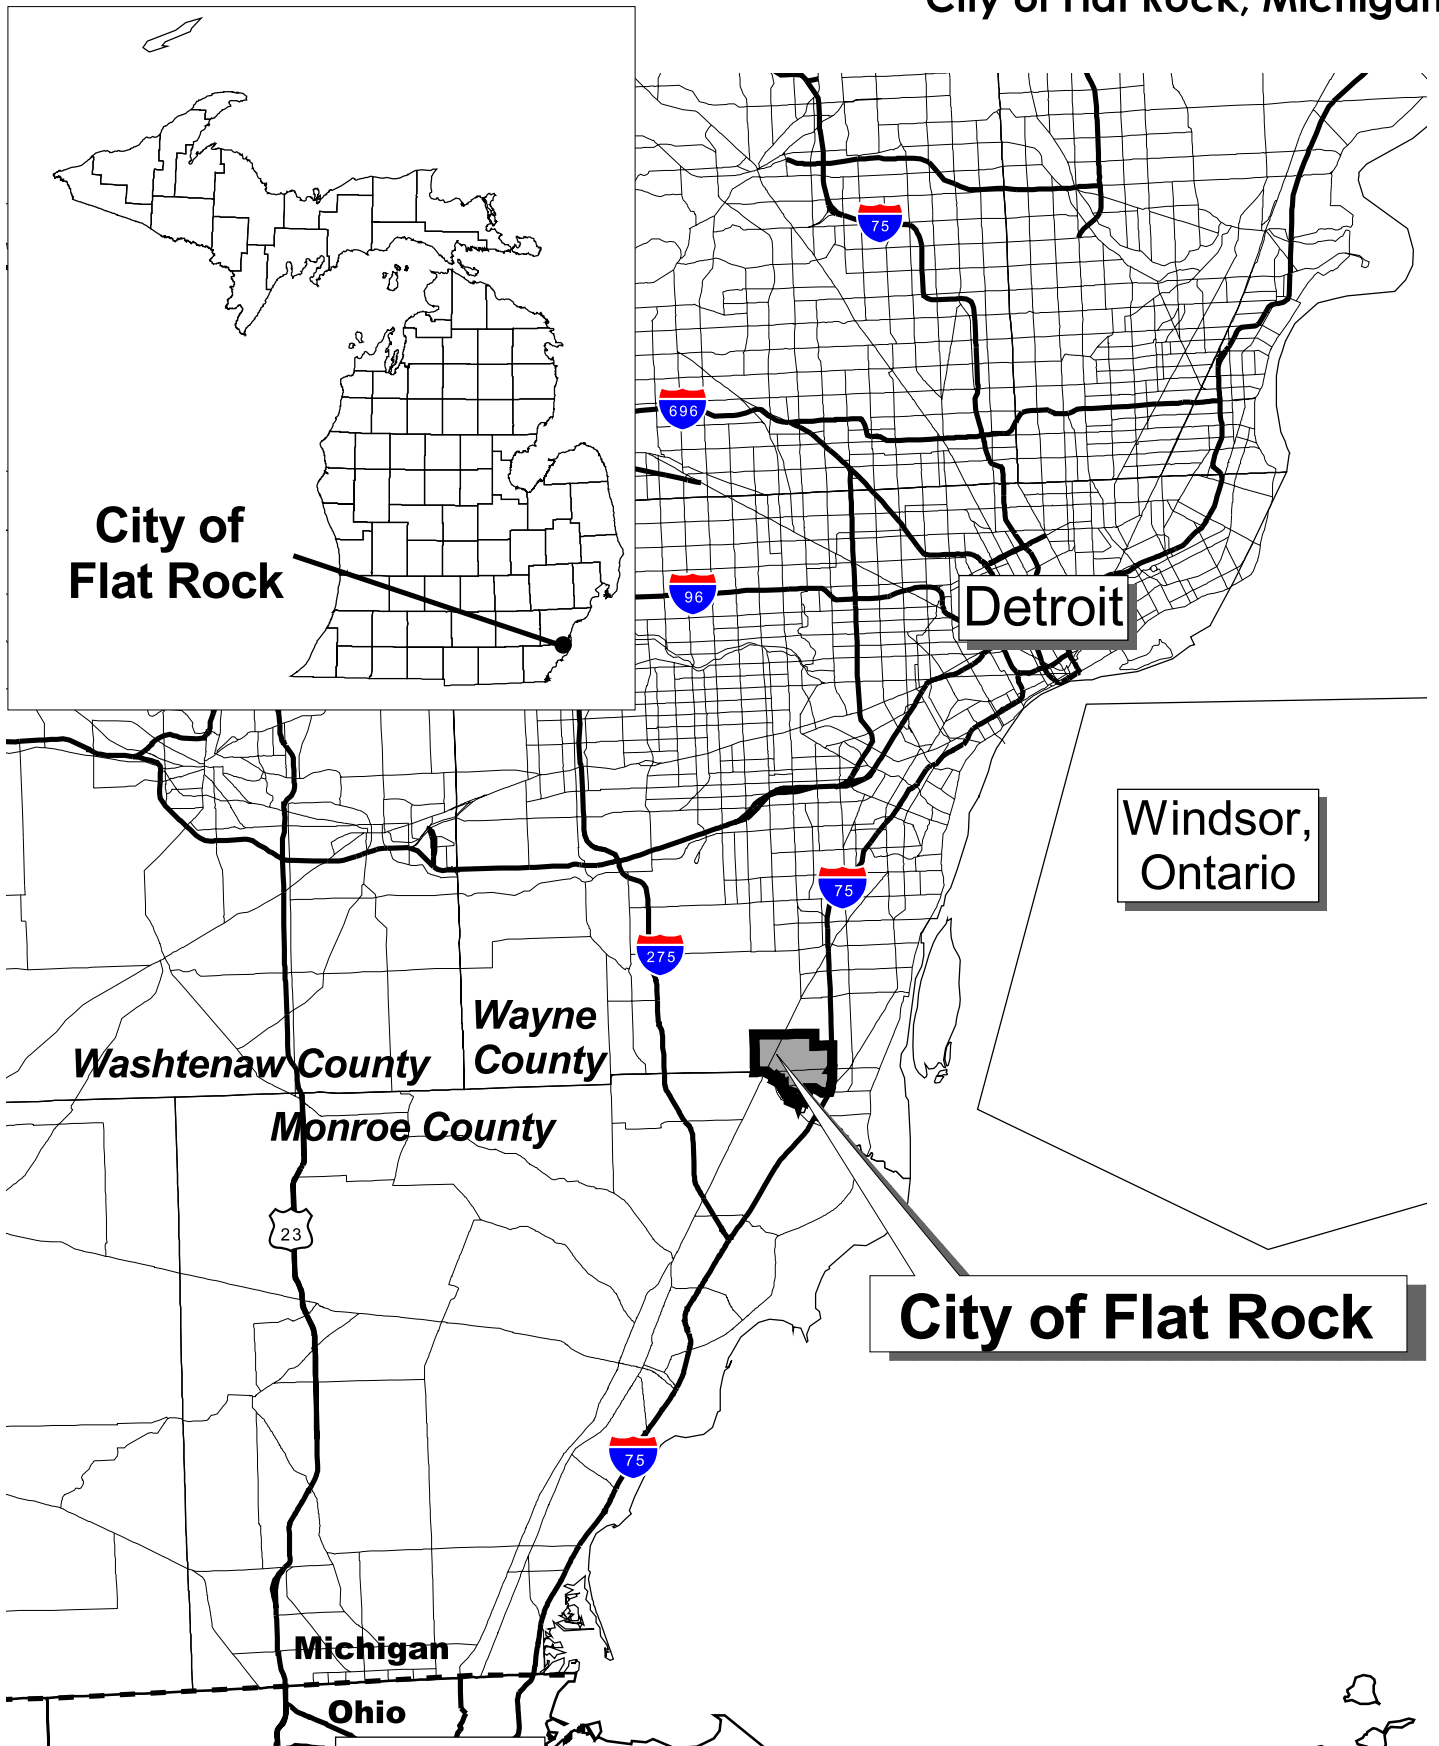 City of Flat Rock, Michigan
75
696
City of
Flat Rock
96
Detroit
Windsor,
Ontario
75
275
Wayne
County
Washtenaw County
Monroe County
23
City of Flat Rock
75
Michigan
Ohio